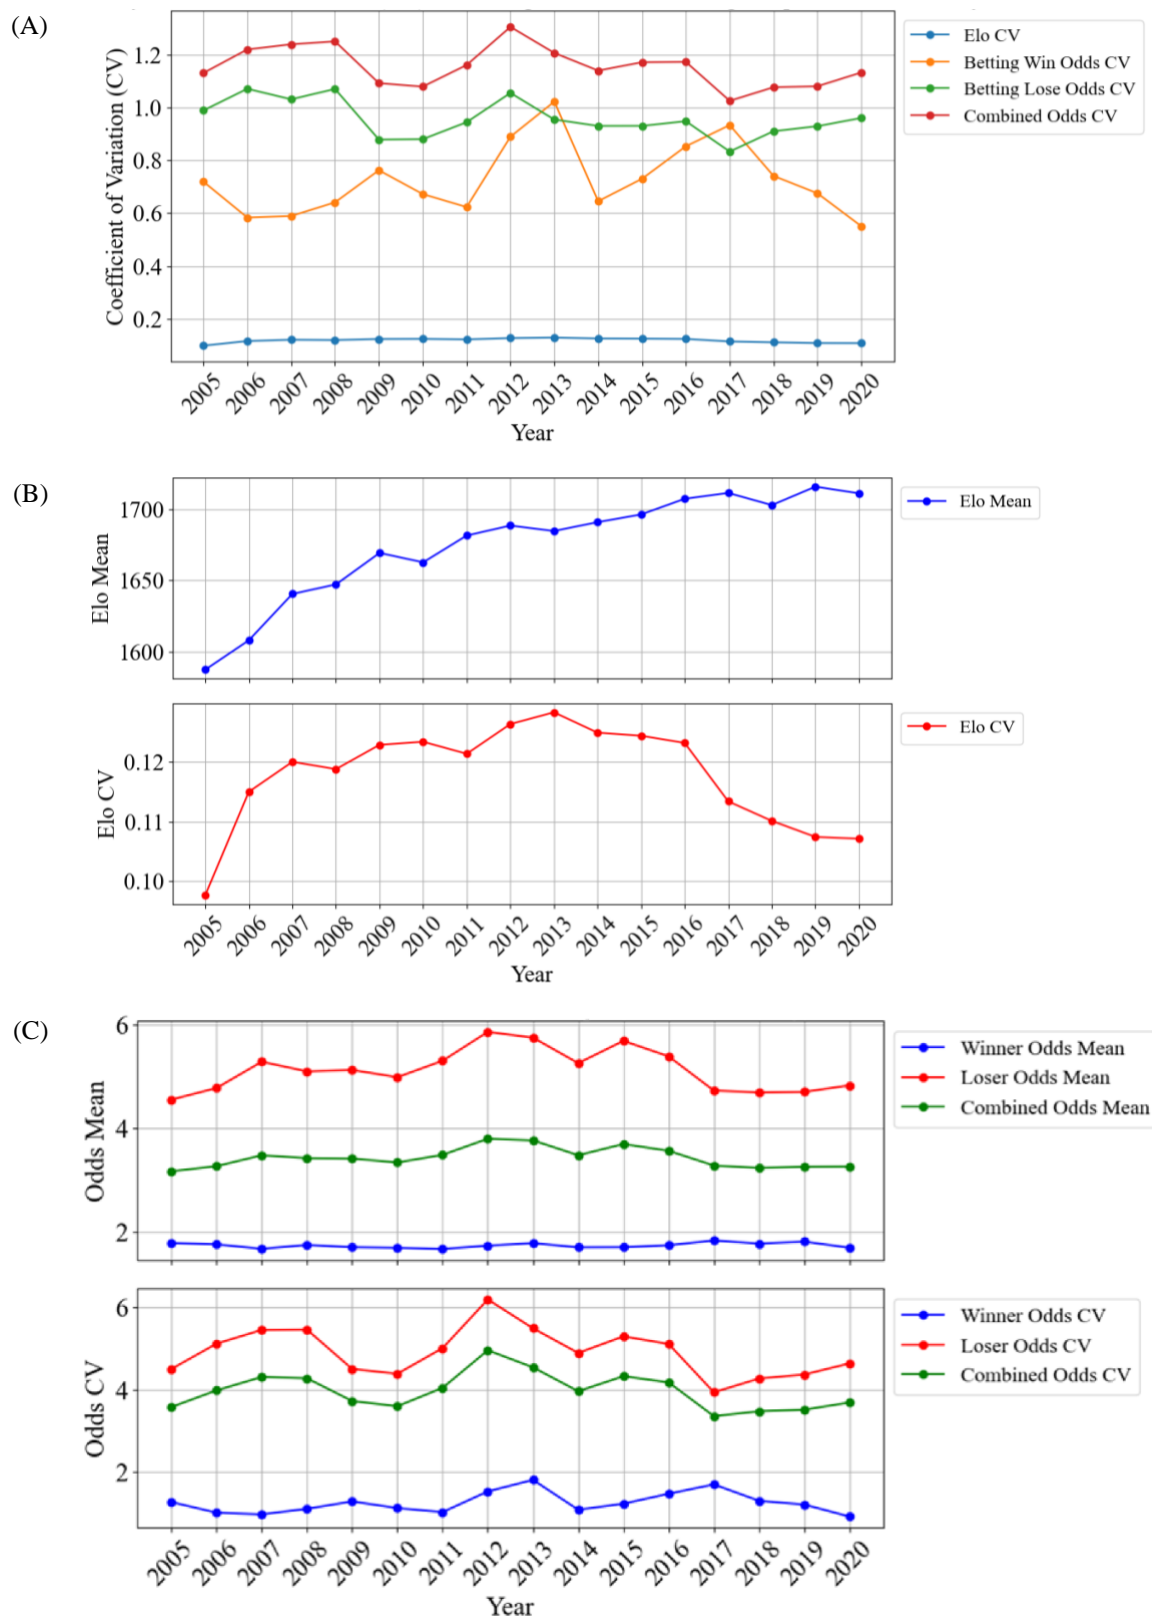 (A)
Coefficient of Variation (CV)
1.2
1.0
0.8
0.6
0.4
0.2
2005 2006 2007 2008 2009 2010 2011 2012 2013 2014 2015 2016 2017 2018 2019 2020
Year
Elo CV
Betting Win Odds CV
Betting Lose Odds CV
Combined Odds CV
(B)
Elo Mean
1700
1650
1600
Elo Mean
Elo CV
0.12
0.11
0.10
Elo CV
2005 2006 2007 2008 2009 2010 2011 2012 2013 2014 2015 2016 2017 2018 2019 2020
Year
(C)
Odds Mean
6
4
2
Winner Odds Mean
Loser Odds Mean
Combined Odds Mean
Odds CV
6
4
2
Winner Odds CV
Loser Odds CV
Combined Odds CV
2005 2006 2007 2008 2009 2010 2011 2012 2013 2014 2015 2016 2017 2018 2019 2020
Year